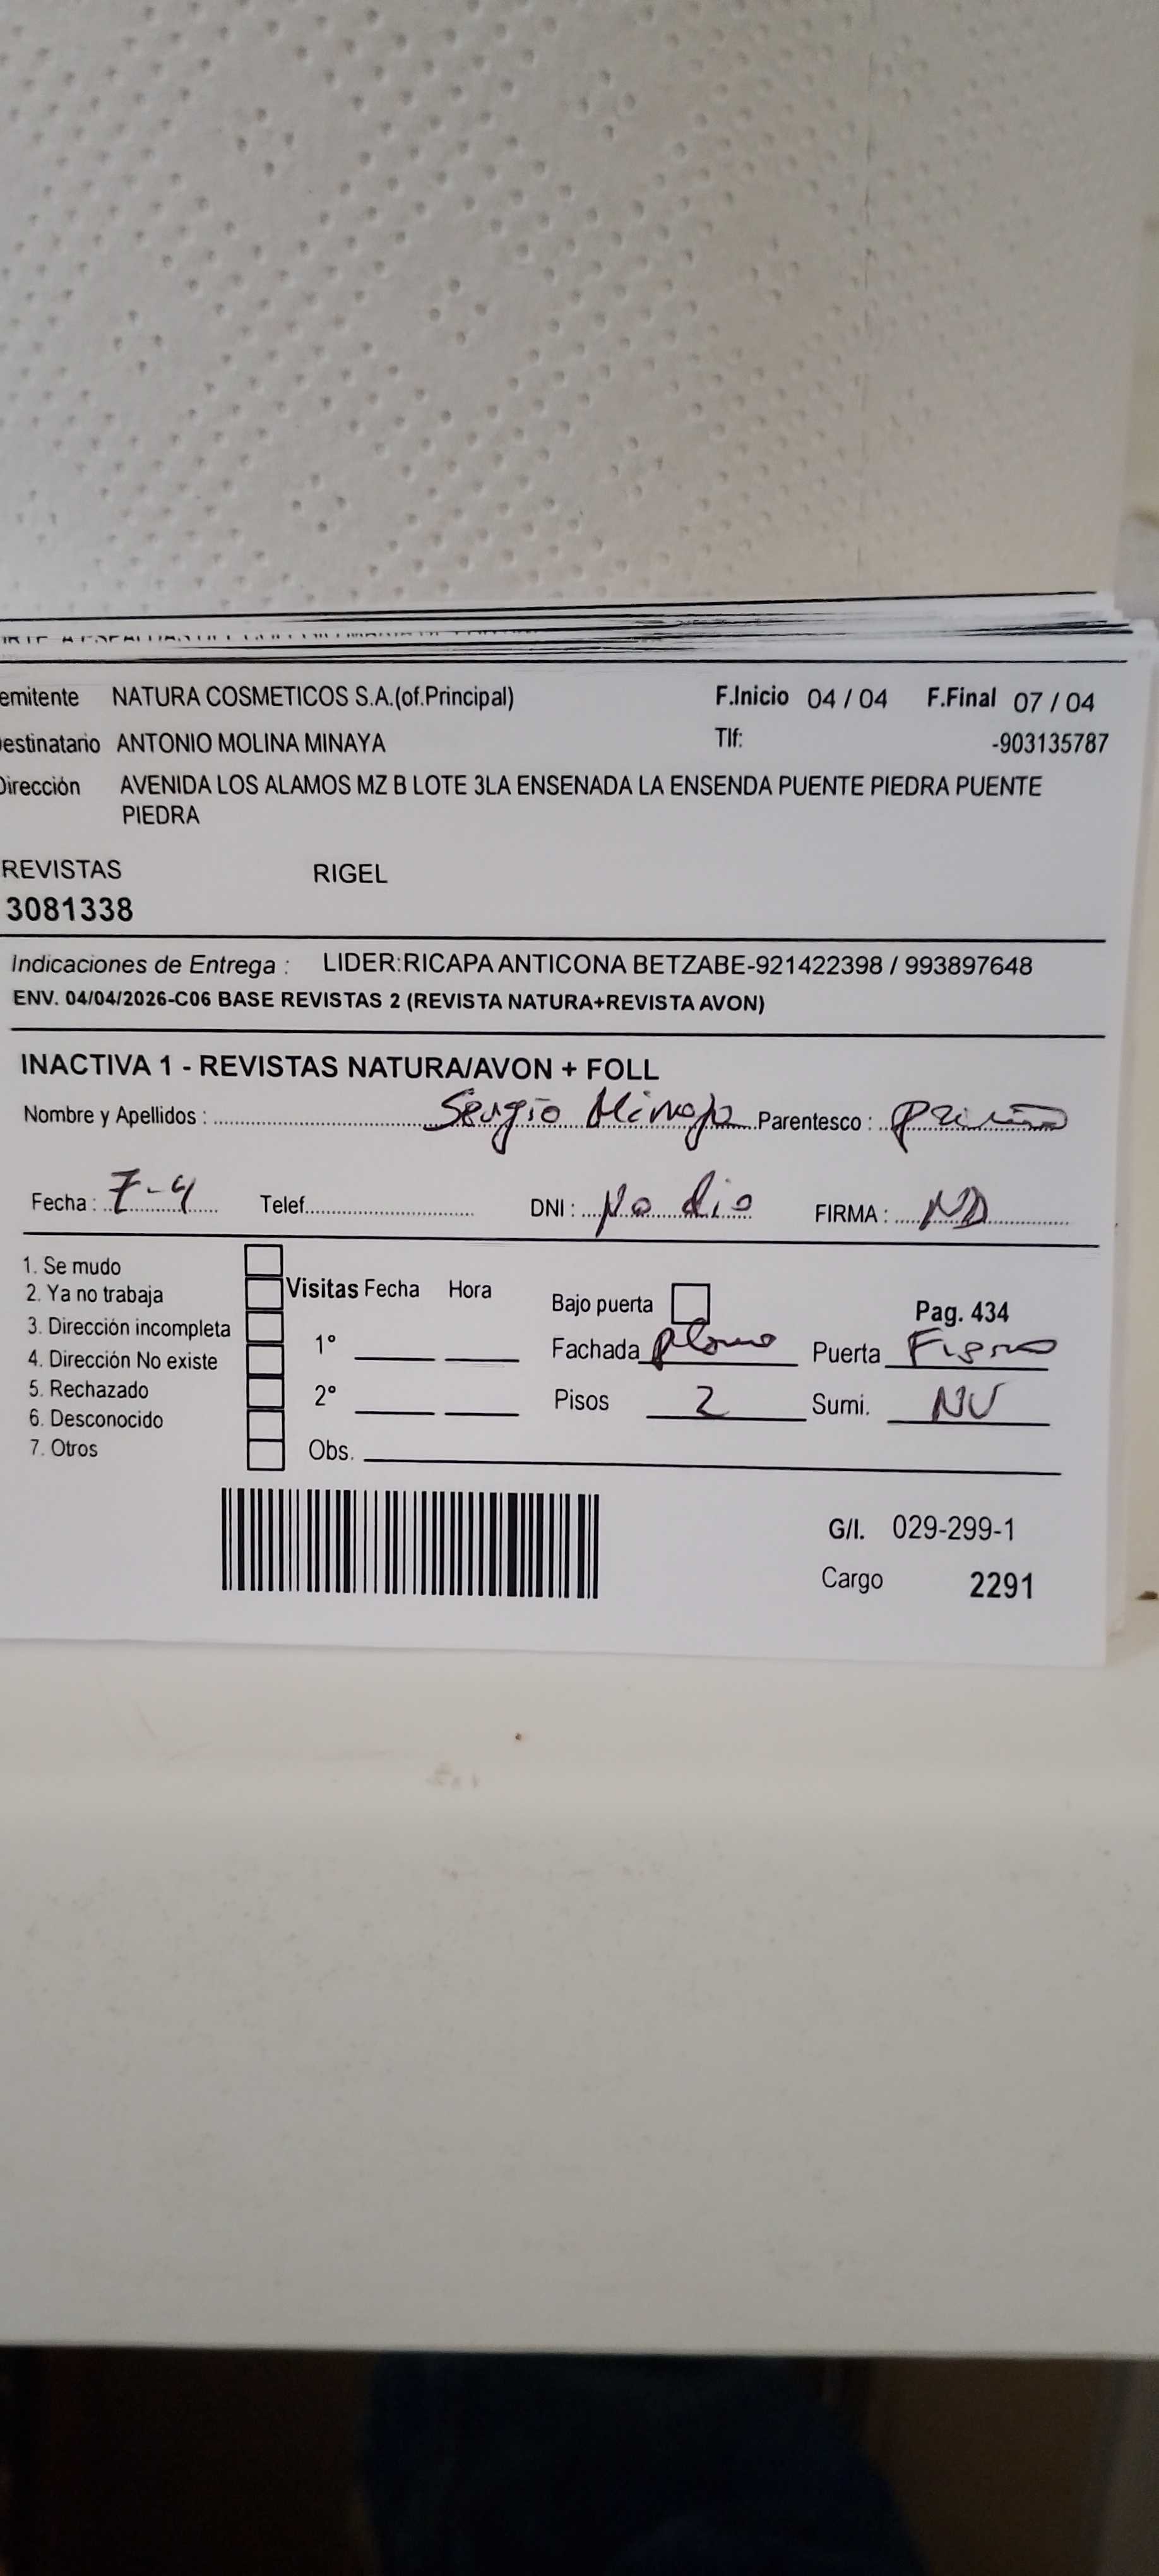 emitente NATURA COSMETICOS S.A.(of.Principal) F.Inicio 04 / 04 F.Final 07 / 04
estinatario ANTONIO MOLINA MINAYA Tlf: -903135787
Dirección AVENIDA LOS ALAMOS MZ B LOTE 3LA ENSENADA LA ENSENDA PUENTE PIEDRA PUENTE
PIEDRA
REVISTAS RIGEL
3081338
Indicaciones de Entrega : LIDER:RICAPA ANTICONA BETZABE-921422398 / 993897648
ENV. 04/04/2026-C06 BASE REVISTAS 2 (REVISTA NATURA+REVISTA AVON)
INACTIVA 1 - REVISTAS NATURA/AVON + FOLL
Nombre y Apellidos : Sergio Minaya Parentesco :
Fecha : 7-4 Telef. DNI : No dio FIRMA : ND
1. Se mudo
2. Ya no trabaja Visitas Fecha Hora Bajo puerta Pag. 434
3. Dirección incompleta 1° Fachada plomo Puerta Fierro
4. Dirección No existe
5. Rechazado 2° Pisos 2 Sumi. NV
6. Desconocido
7. Otros Obs.
G/I. 029-299-1
Cargo 2291